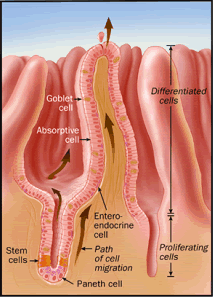 Goblet
cell
Differentiated
cells
Absorptive
cell
Entero-
endocrine
cell
Stem
cells
Path
of cell
migration
Proliferating
cells
Paneth cell